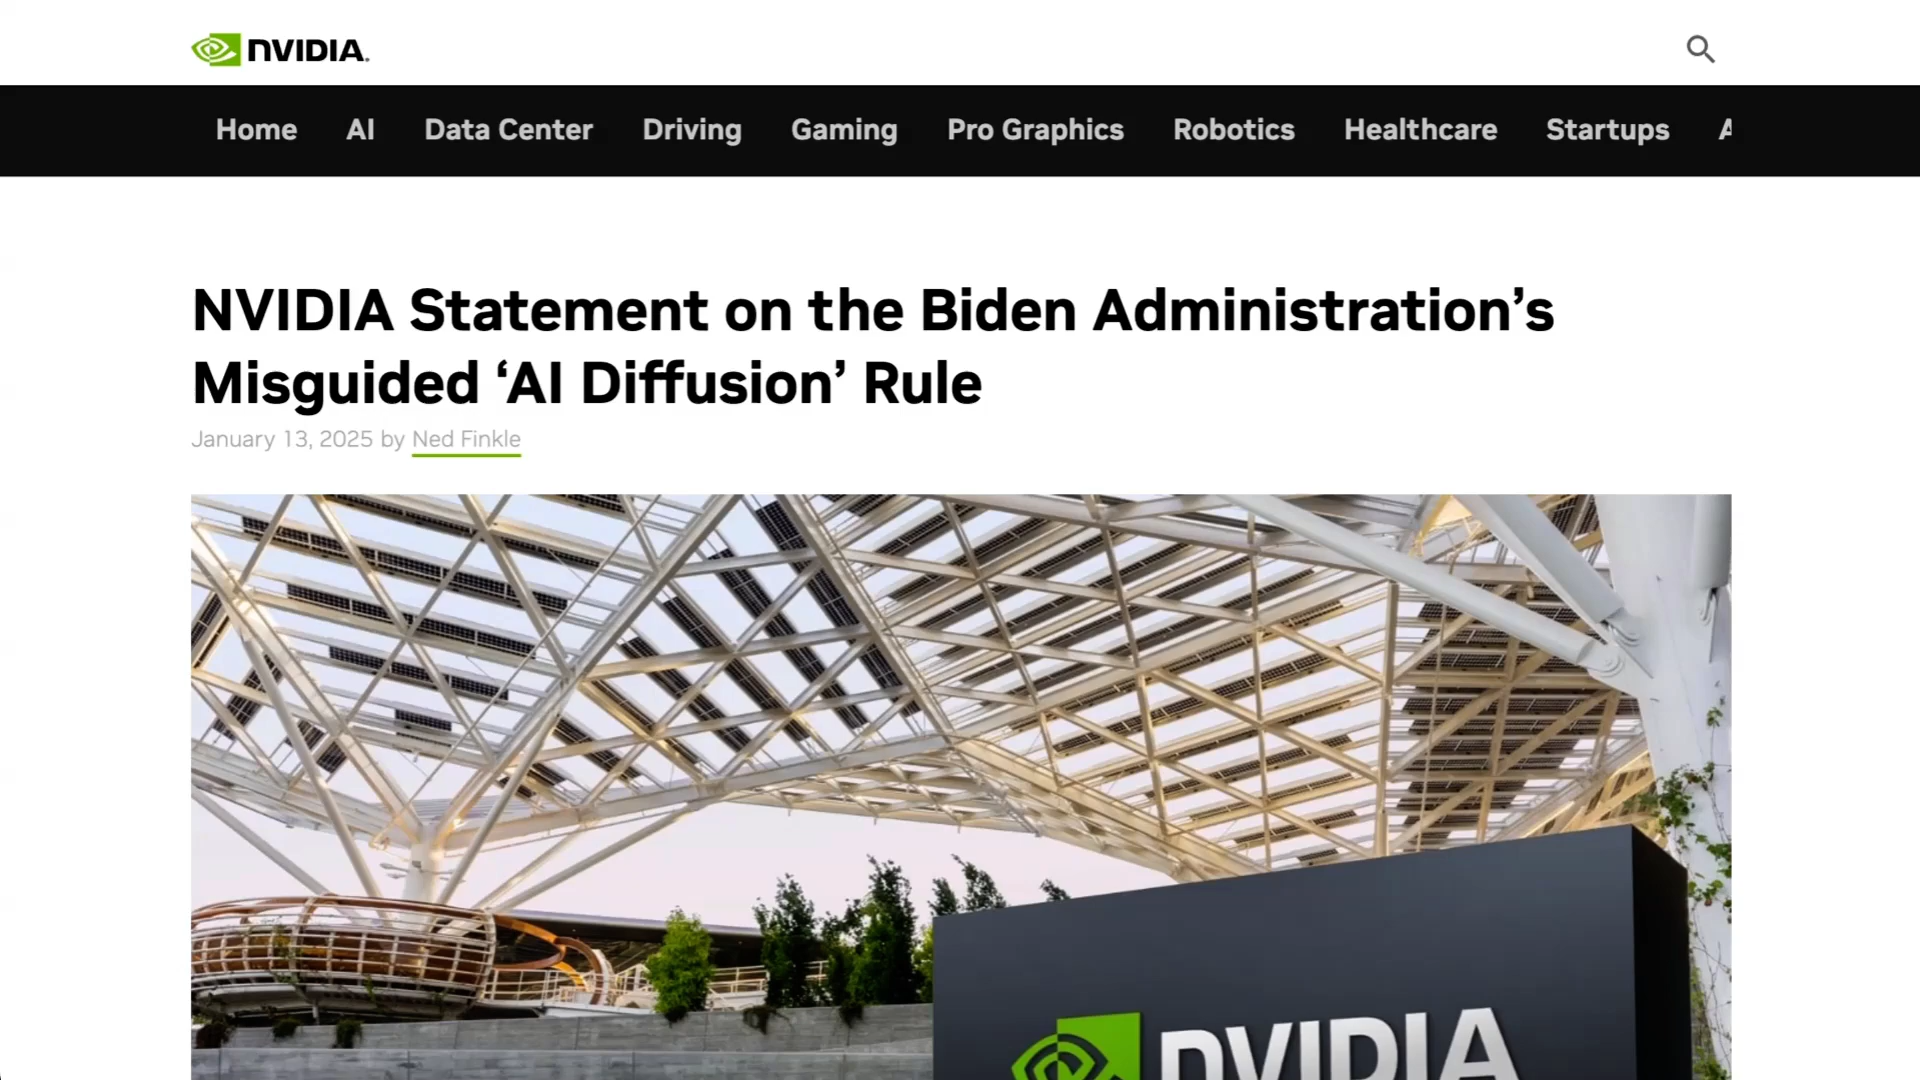 NVIDIA.
Home AI Data Center Driving Gaming Pro Graphics Robotics Healthcare Startups
NVIDIA Statement on the Biden Administration’s
Misguided ‘AI Diffusion’ Rule
January 13, 2025 by Ned Finkle
NVIDIA